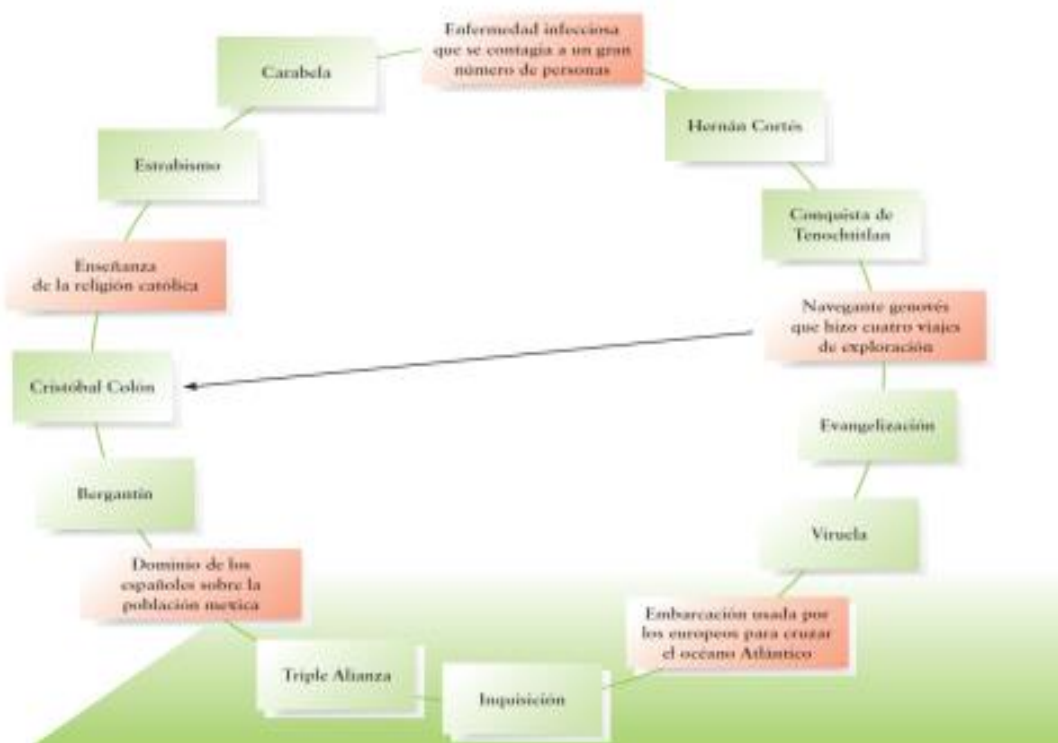 Enfermedad infecciosa
que se contagia a un gran
número de personas
Carabela
Hernán Cortés
Estrabismo
Conquista de
Tenochtitlan
Enseñanza
de la religión católica
Navegante genovés
que hizo cuatro viajes
de exploración
Cristóbal Colón
Evangelización
Bergantín
Viruela
Dominio de los
españoles sobre la
población mexica
Embarcación usada por
los europeos para cruzar
el océano Atlántico
Triple Alianza
Inquisición